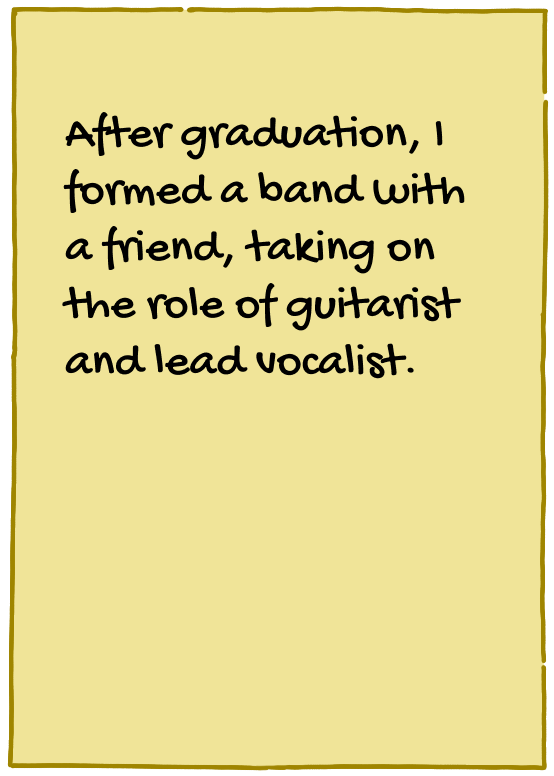 After graduation, I
formed a band with
a friend, taking on
the role of guitarist
and lead vocalist.